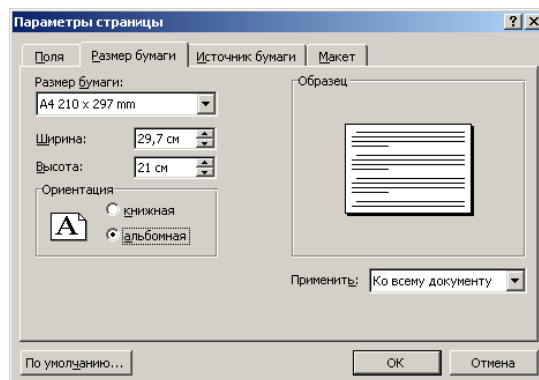 Параметры страницы
Поля Размер бумаги Источник бумаги Макет
Размер бумаги:
A4 210 x 297 mm
Ширина: 29,7 см
Высота: 21 см
Ориентация
A
книжная
альбомная
Образец
Применить: Ко всему документу
По умолчанию... OK Отмена